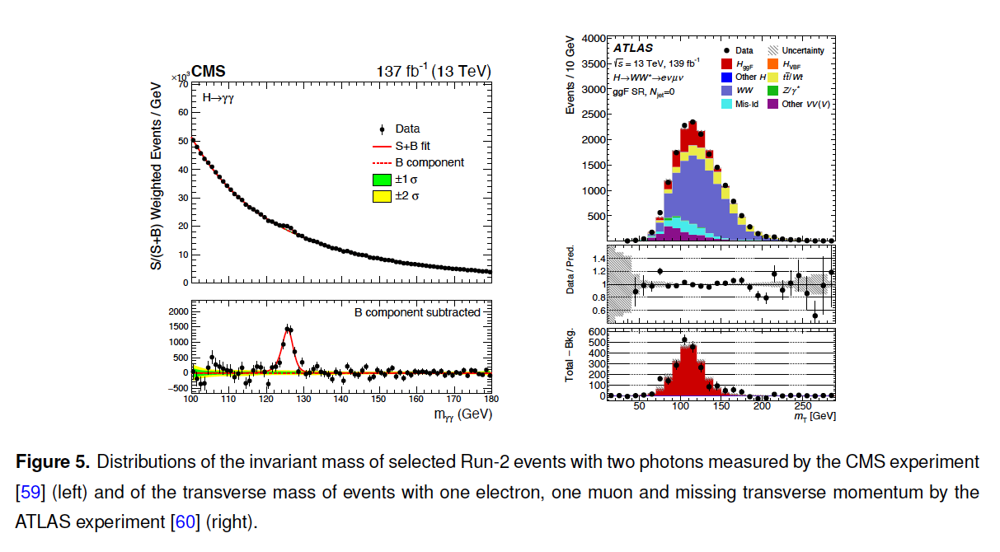 CMS
137 fb⁻¹ (13 TeV)
×10³
H→γγ
S/(S+B) Weighted Events / GeV
70
60
50
40
30
20
10
0
Data
S+B fit
B component
±1 σ
±2 σ
B component subtracted
2000
1500
1000
500
0
−500
100 110 120 130 140 150 160 170 180
mγγ (GeV)
ATLAS
√s = 13 TeV, 139 fb⁻¹
H→WW*→eνμν
ggF SR, Njet=0
Data Uncertainty
HggF HVBF
Other H tt̄/Wt
WW Z/γ*
Mis-Id Other VV(V)
Events / 10 GeV
4000
3500
3000
2500
2000
1500
1000
500
Data / Pred.
1.4
1.2
1
0.8
0.6
Total − Bkg.
600
500
400
300
200
100
0
50 100 150 200 250
mT [GeV]
Figure 5. Distributions of the invariant mass of selected Run-2 events with two photons measured by the CMS experiment
[59] (left) and of the transverse mass of events with one electron, one muon and missing transverse momentum by the
ATLAS experiment [60] (right).